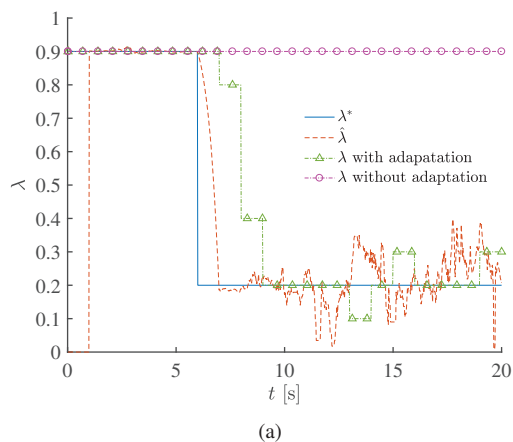 1
0.9
0.8
0.7
0.6
0.5
0.4
0.3
0.2
0.1
0
λ
λ*
λ̂
λ with adapatation
λ without adaptation
0 5 10 15 20
t [s]
(a)